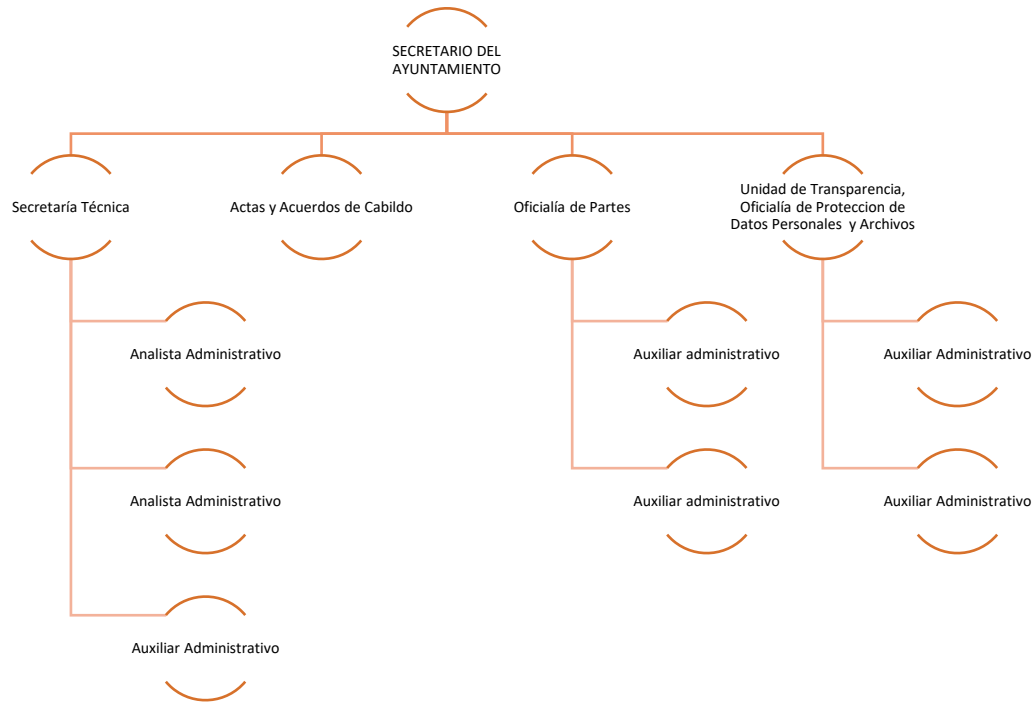 SECRETARIO DEL
AYUNTAMIENTO
Secretaría Técnica
Actas y Acuerdos de Cabildo
Oficialía de Partes
Unidad de Transparencia,
Oficialía de Proteccion de
Datos Personales y Archivos
Analista Administrativo
Auxiliar administrativo
Auxiliar Administrativo
Analista Administrativo
Auxiliar administrativo
Auxiliar Administrativo
Auxiliar Administrativo